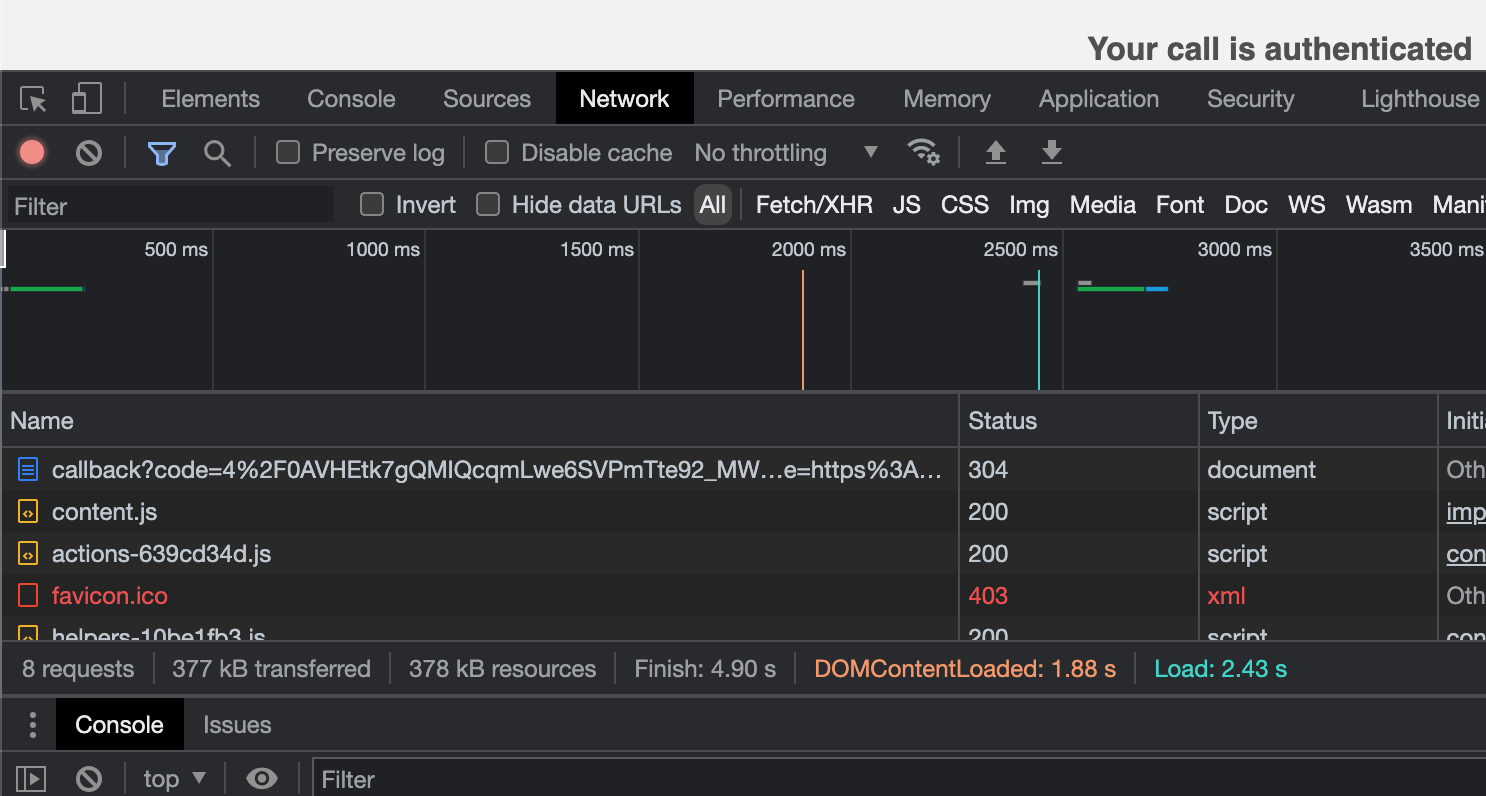 Your call is authenticated
Elements Console Sources Network Performance Memory Application Security Lighthouse
Preserve log Disable cache No throttling
Filter Invert Hide data URLs All Fetch/XHR JS CSS Img Media Font Doc WS Wasm Mani
500 ms 1000 ms 1500 ms 2000 ms 2500 ms 3000 ms 3500 ms
Name Status Type Initi
callback?code=4%2F0AVHEtk7gQMIQcqmLwe6SVPmTte92_MW…e=https%3A… 304 document Oth
content.js 200 script imp
actions-639cd34d.js 200 script con
favicon.ico 403 xml Oth
helpers-10be1fb3.js 200 script con
8 requests 377 kB transferred 378 kB resources Finish: 4.90 s DOMContentLoaded: 1.88 s Load: 2.43 s
Console Issues
top Filter